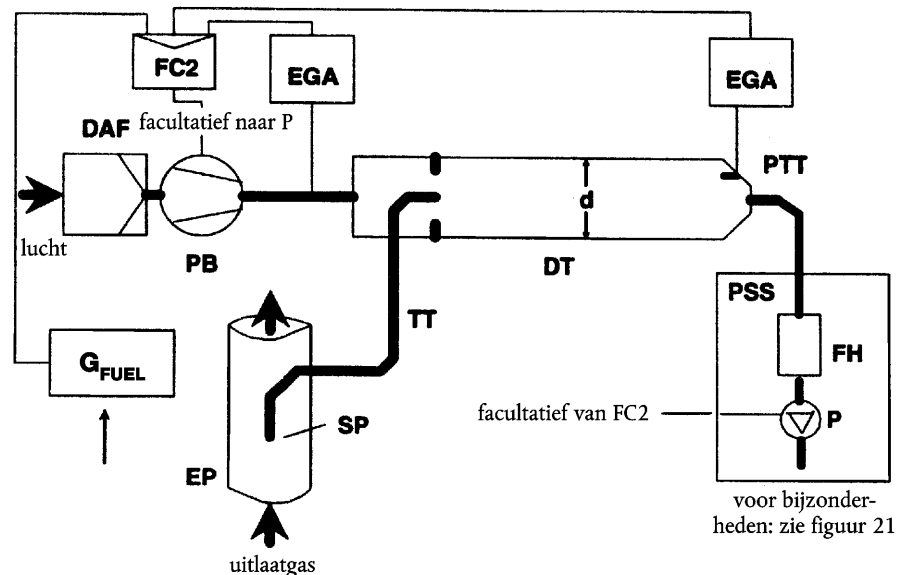 FC2
EGA
EGA
DAF
facultatief naar P
PTT
lucht
d
PB
DT
PSS
TT
FH
G FUEL
facultatief van FC2
P
SP
EP
voor bijzonder-
heden: zie figuur 21
uitlaatgas